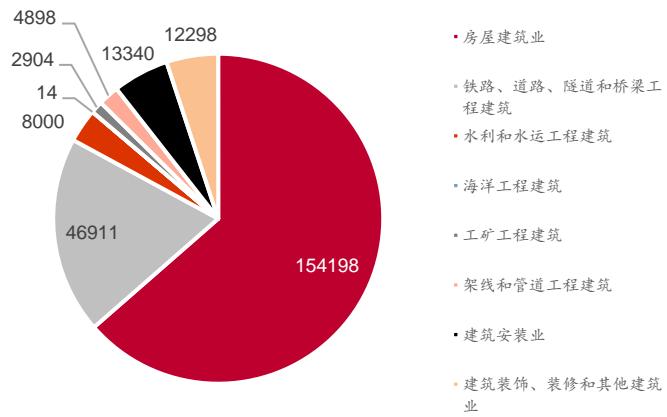 4898
12298
2904
13340
14
8000
46911
154198
房屋建筑业
铁路、道路、隧道和桥梁工
程建筑
水利和水运工程建筑
海洋工程建筑
工矿工程建筑
架线和管道工程建筑
建筑安装业
建筑装饰、装修和其他建筑
业